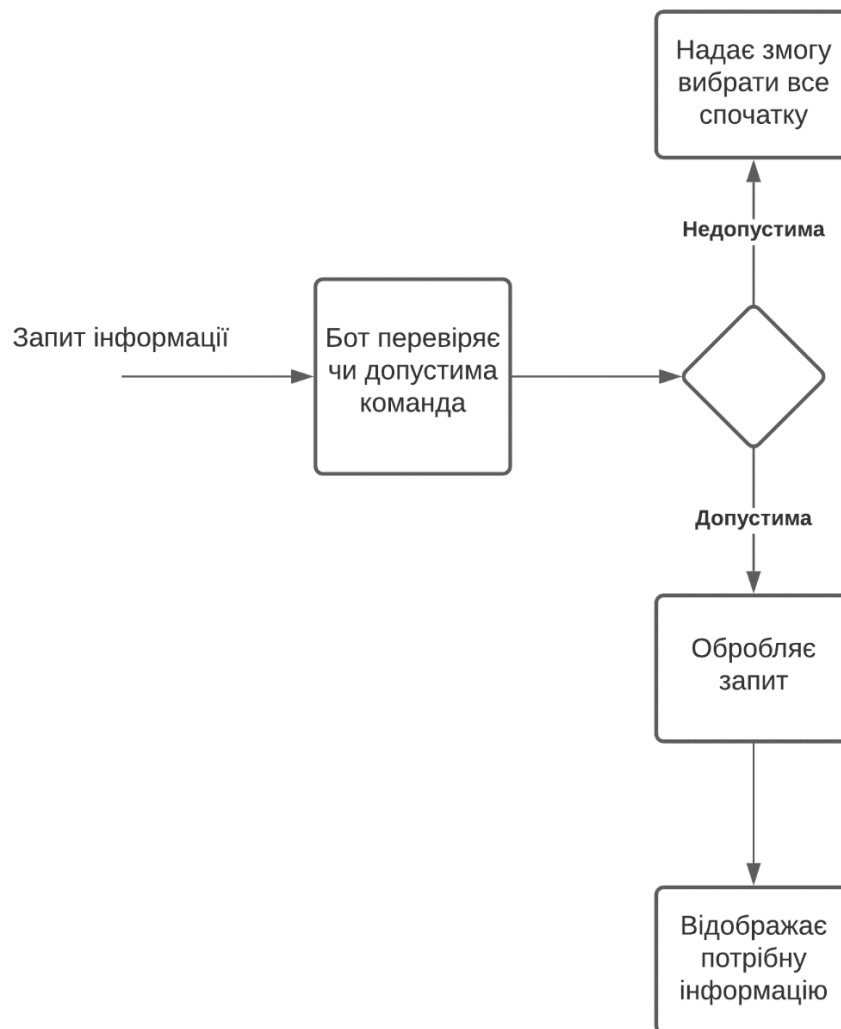 Надає змогу
вибрати все
спочатку
Недопустима
Запит інформації
Бот перевіряє
чи допустима
команда
Допустима
Обробляє
запит
Відображає
потрібну
інформацію